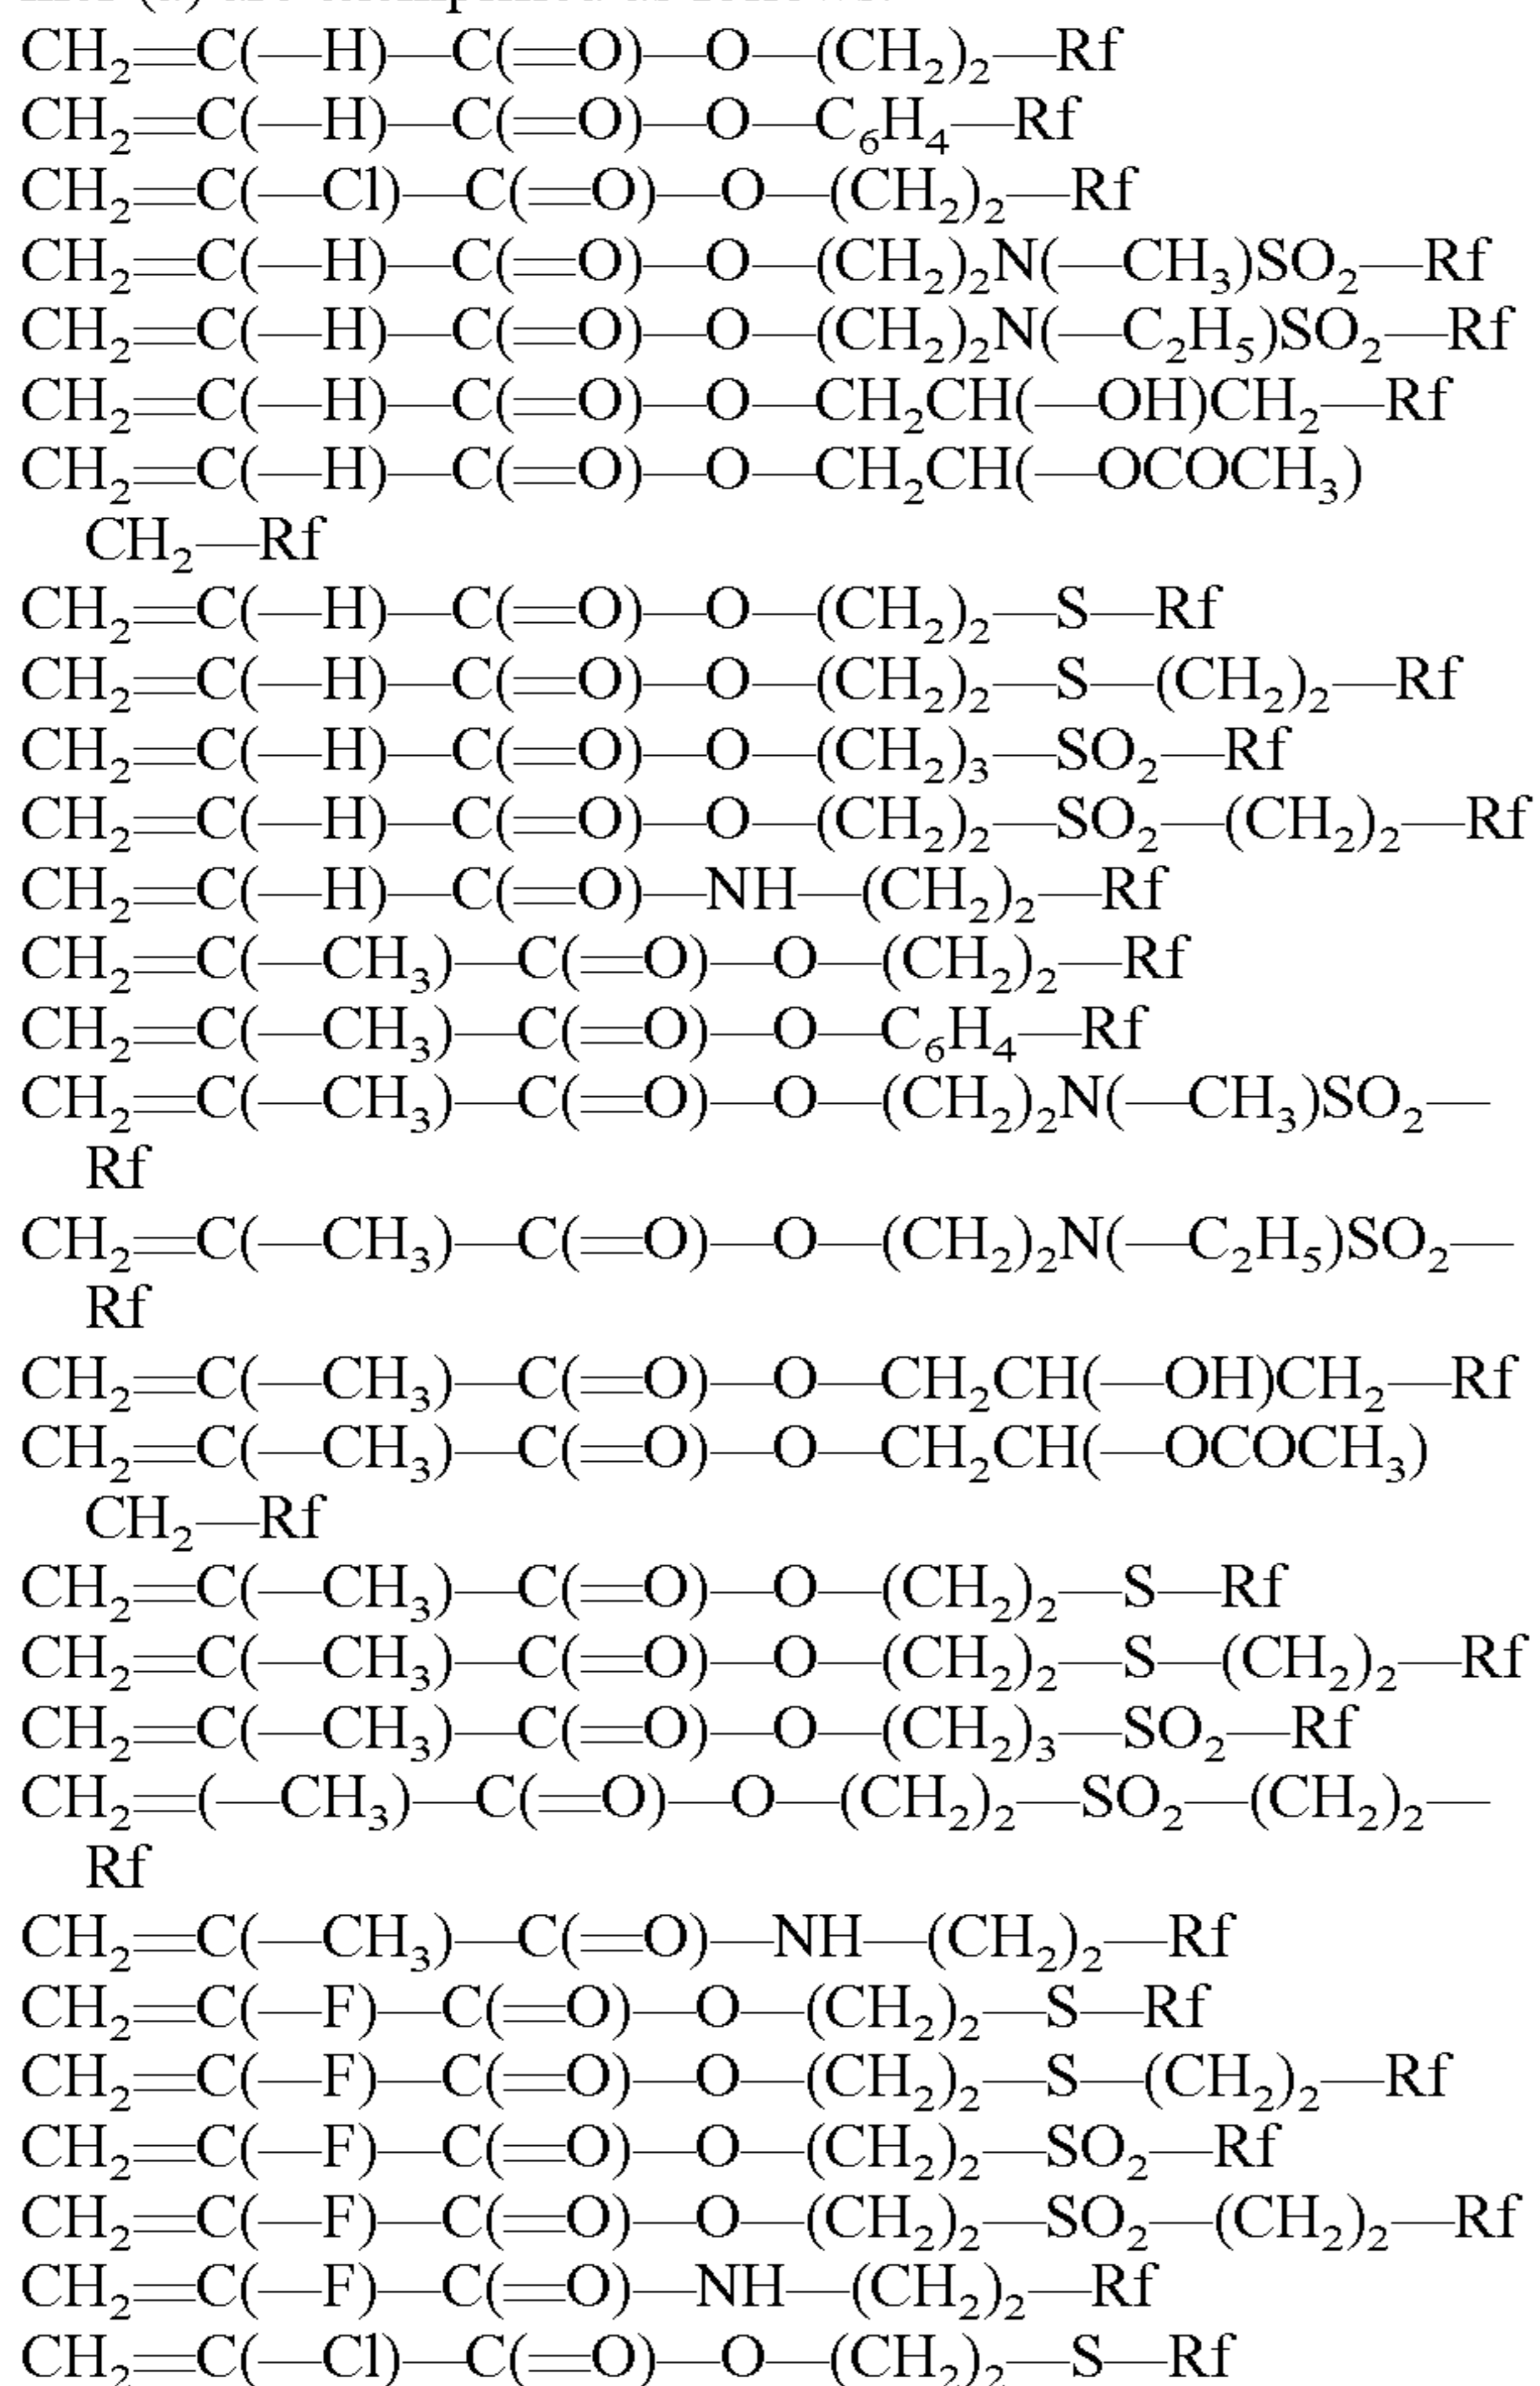 CH₂═C(—H)—C(═O)—O—(CH₂)₂—Rf
CH₂═C(—H)—C(═O)—O—C₆H₄—Rf
CH₂═C(—Cl)—C(═O)—O—(CH₂)₂—Rf
CH₂═C(—H)—C(═O)—O—(CH₂)₂N(—CH₃)SO₂—Rf
CH₂═C(—H)—C(═O)—O—(CH₂)₂N(—C₂H₅)SO₂—Rf
CH₂═C(—H)—C(═O)—O—CH₂CH(—OH)CH₂—Rf
CH₂═C(—H)—C(═O)—O—CH₂CH(—OCOCH₃)
CH₂—Rf
CH₂═C(—H)—C(═O)—O—(CH₂)₂—S—Rf
CH₂═C(—H)—C(═O)—O—(CH₂)₂—S—(CH₂)₂—Rf
CH₂═C(—H)—C(═O)—O—(CH₂)₃—SO₂—Rf
CH₂═C(—H)—C(═O)—O—(CH₂)₂—SO₂—(CH₂)₂—Rf
CH₂═C(—H)—C(═O)—NH—(CH₂)₂—Rf
CH₂═C(—CH₃)—C(═O)—O—(CH₂)₂—Rf
CH₂═C(—CH₃)—C(═O)—O—C₆H₄—Rf
CH₂═C(—CH₃)—C(═O)—O—(CH₂)₂N(—CH₃)SO₂—
Rf
CH₂═C(—CH₃)—C(═O)—O—(CH₂)₂N(—C₂H₅)SO₂—
Rf
CH₂═C(—CH₃)—C(═O)—O—CH₂CH(—OH)CH₂—Rf
CH₂═C(—CH₃)—C(═O)—O—CH₂CH(—OCOCH₃)
CH₂—Rf
CH₂═C(—CH₃)—C(═O)—O—(CH₂)₂—S—Rf
CH₂═C(—CH₃)—C(═O)—O—(CH₂)₂—S—(CH₂)₂—Rf
CH₂═C(—CH₃)—C(═O)—O—(CH₂)₃—SO₂—Rf
CH₂═(—CH₃)—C(═O)—O—(CH₂)₂—SO₂—(CH₂)₂—
Rf
CH₂═C(—CH₃)—C(═O)—NH—(CH₂)₂—Rf
CH₂═C(—F)—C(═O)—O—(CH₂)₂—S—Rf
CH₂═C(—F)—C(═O)—O—(CH₂)₂—S—(CH₂)₂—Rf
CH₂═C(—F)—C(═O)—O—(CH₂)₂—SO₂—Rf
CH₂═C(—F)—C(═O)—O—(CH₂)₂—SO₂—(CH₂)₂—Rf
CH₂═C(—F)—C(═O)—NH—(CH₂)₂—Rf
CH₂═C(—Cl)—C(═O)—O—(CH₂)₂—S—Rf